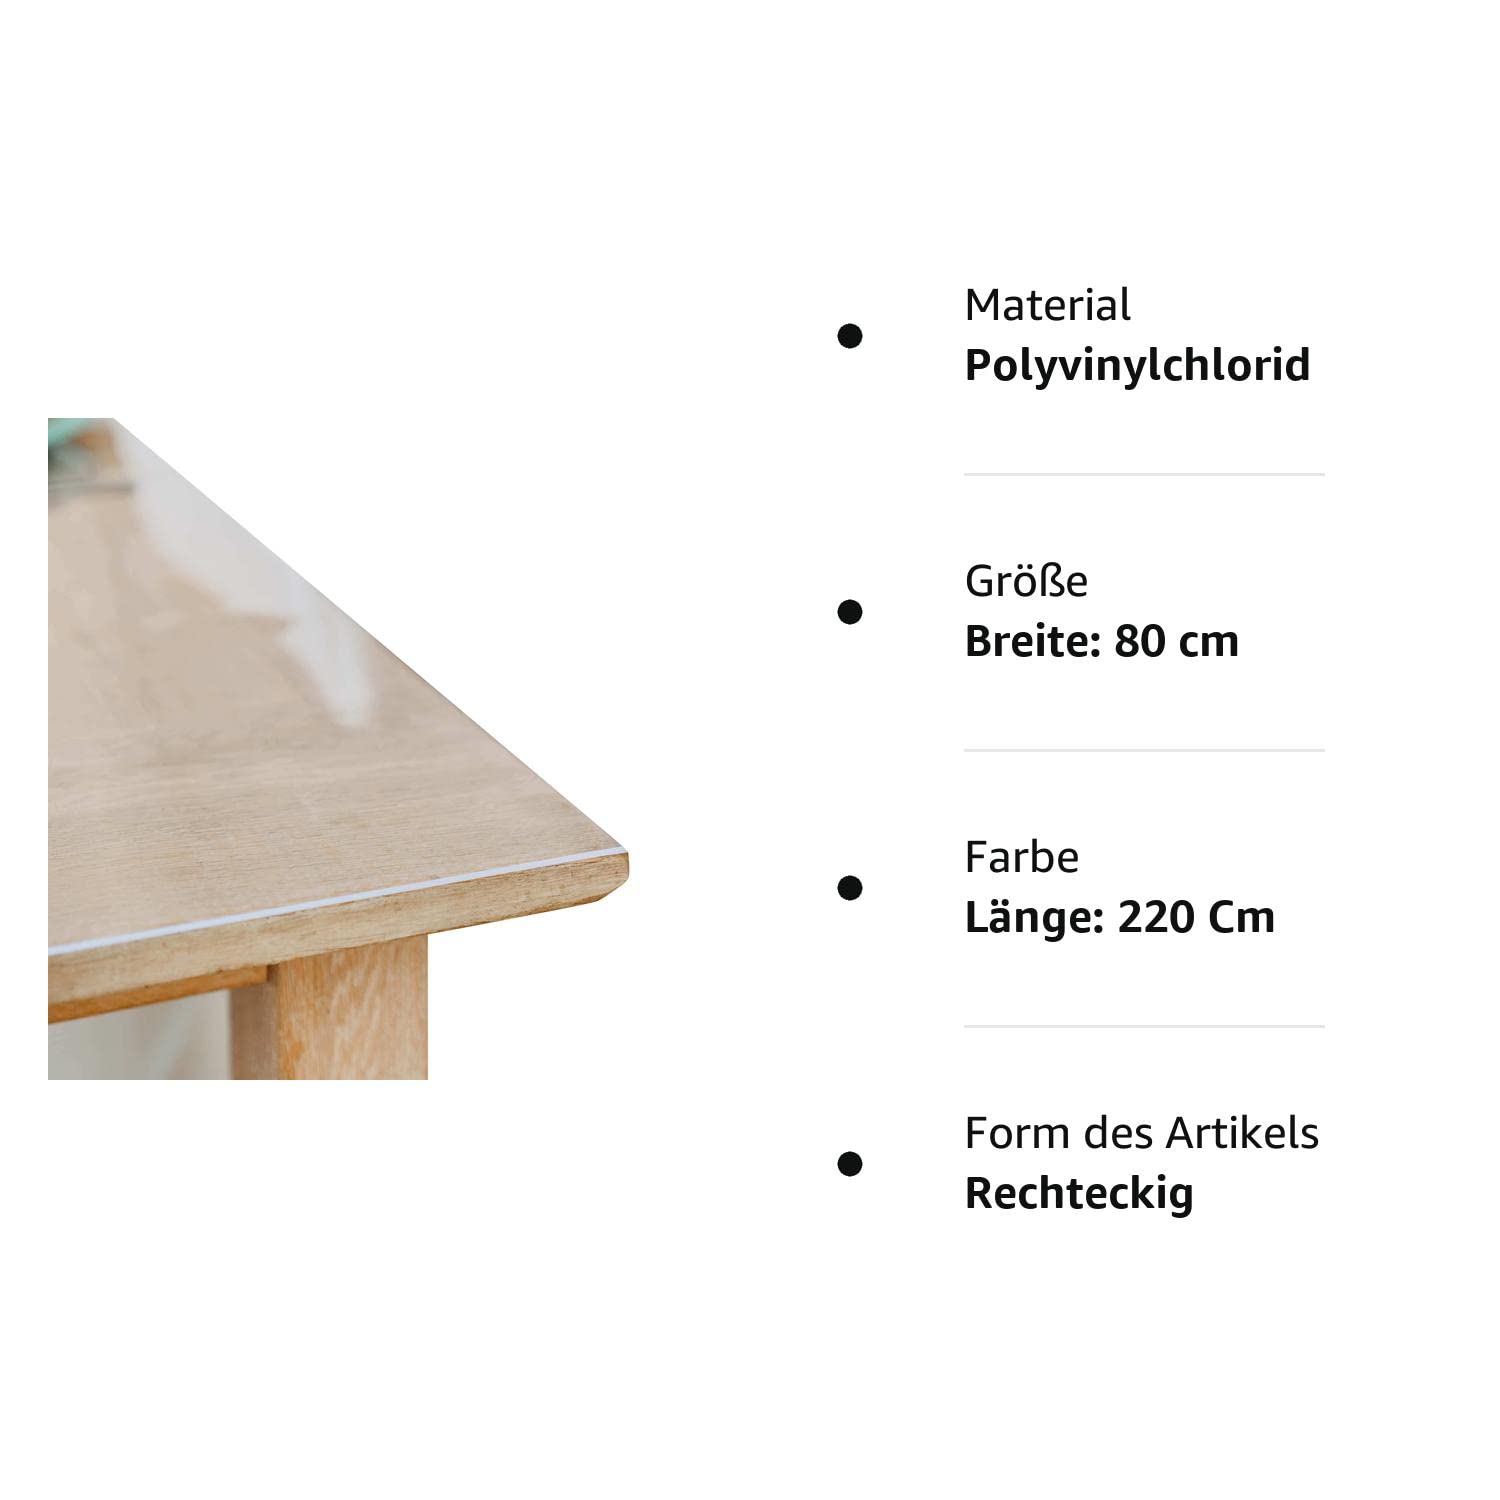 Material
Polyvinylchlorid
Größe
Breite: 80 cm
Farbe
Länge: 220 Cm
Form des Artikels
Rechteckig